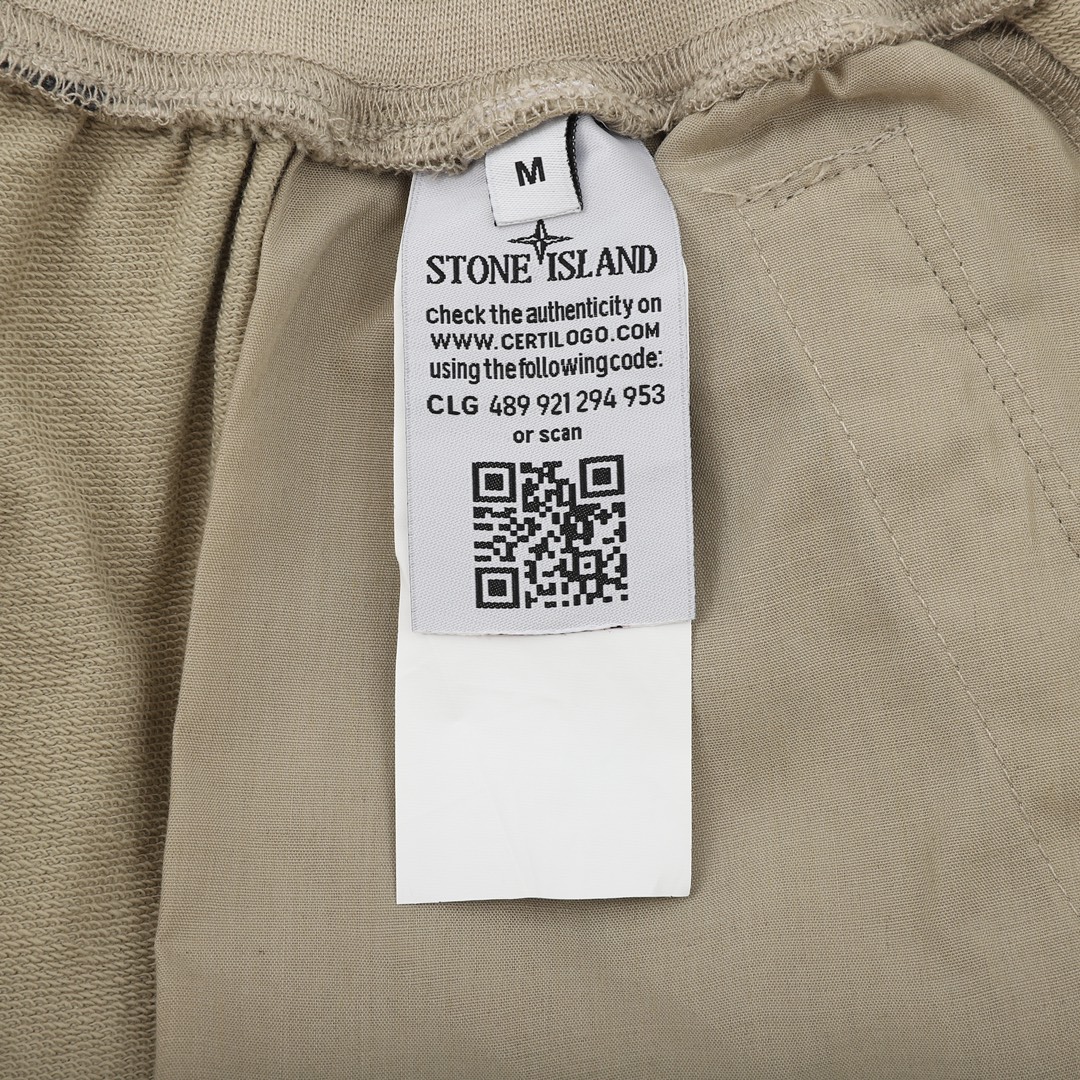 M
STONE ISLAND
check the authenticity on
WWW.CERTILOGO.COM
using the following code:
CLG 489 921 294 953
or scan